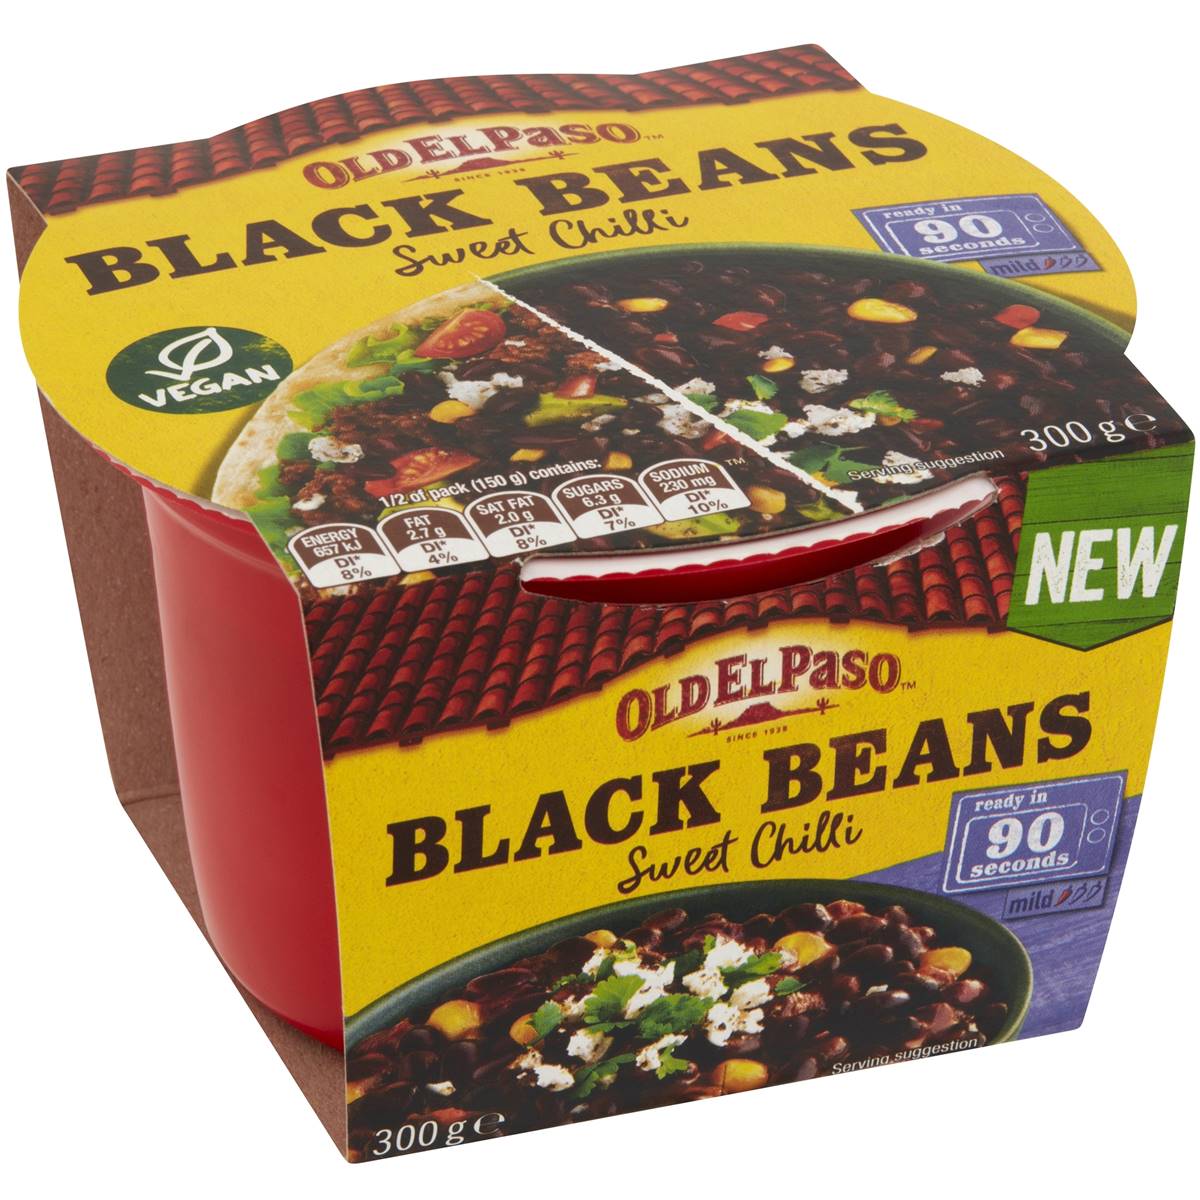 OLD EL PASO™
SINCE 1938
BLACK BEANS
Sweet Chilli
ready in
90
seconds
mild
VEGAN
300 g ℮
Serving suggestion
1/2 of pack (150 g) contains:
ENERGY
657 kJ
DI*
8%
FAT
2.7 g
DI*
4%
SAT FAT
2.0 g
DI*
8%
SUGARS
6.3 g
DI*
7%
SODIUM
230 mg
DI*
10%
™
NEW
OLD EL PASO™
SINCE 1938
BLACK BEANS
Sweet Chilli
ready in
90
seconds
mild
Serving suggestion
300 g ℮